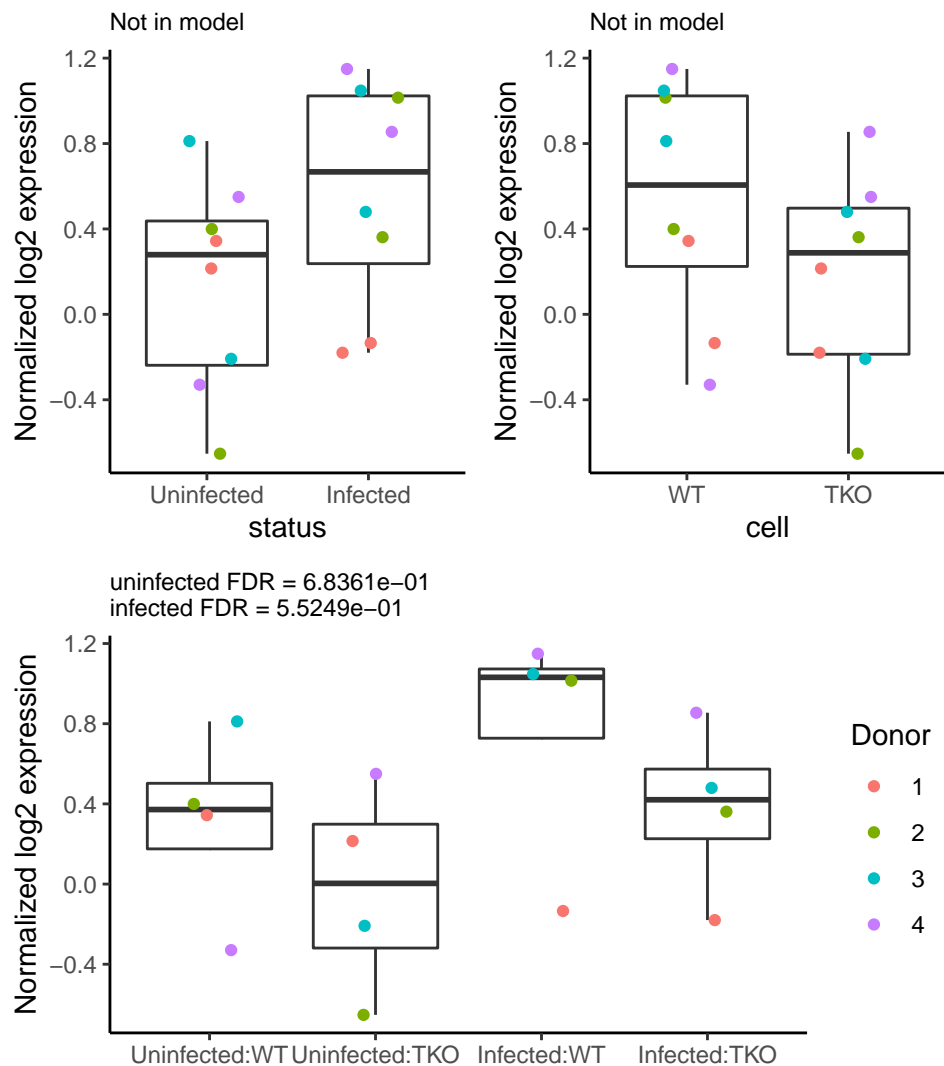 Not in model
Normalized log2 expression
1.2
0.8
0.4
0.0
−0.4
Uninfected
Infected
status
Not in model
Normalized log2 expression
1.2
0.8
0.4
0.0
−0.4
WT
TKO
cell
uninfected FDR = 6.8361e−01
infected FDR = 5.5249e−01
Normalized log2 expression
1.2
0.8
0.4
0.0
−0.4
Uninfected:WT
Uninfected:TKO
Infected:WT
Infected:TKO
Donor
1
2
3
4